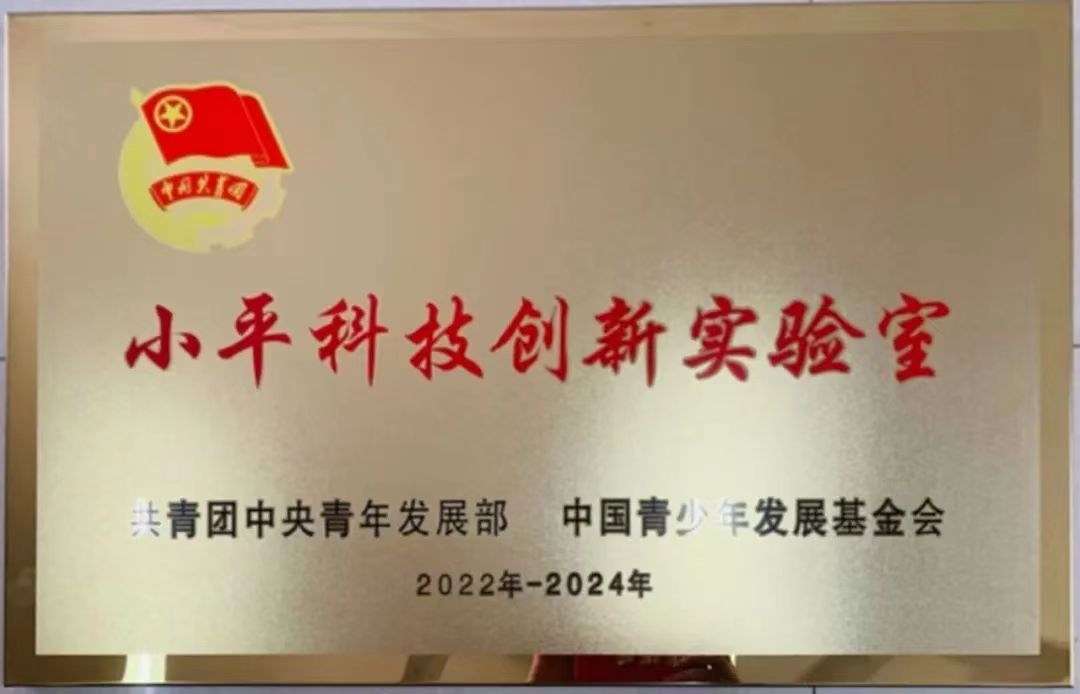 中国共青团
小平科技创新实验室
共青团中央青年发展部 中国青少年发展基金会
2022年-2024年